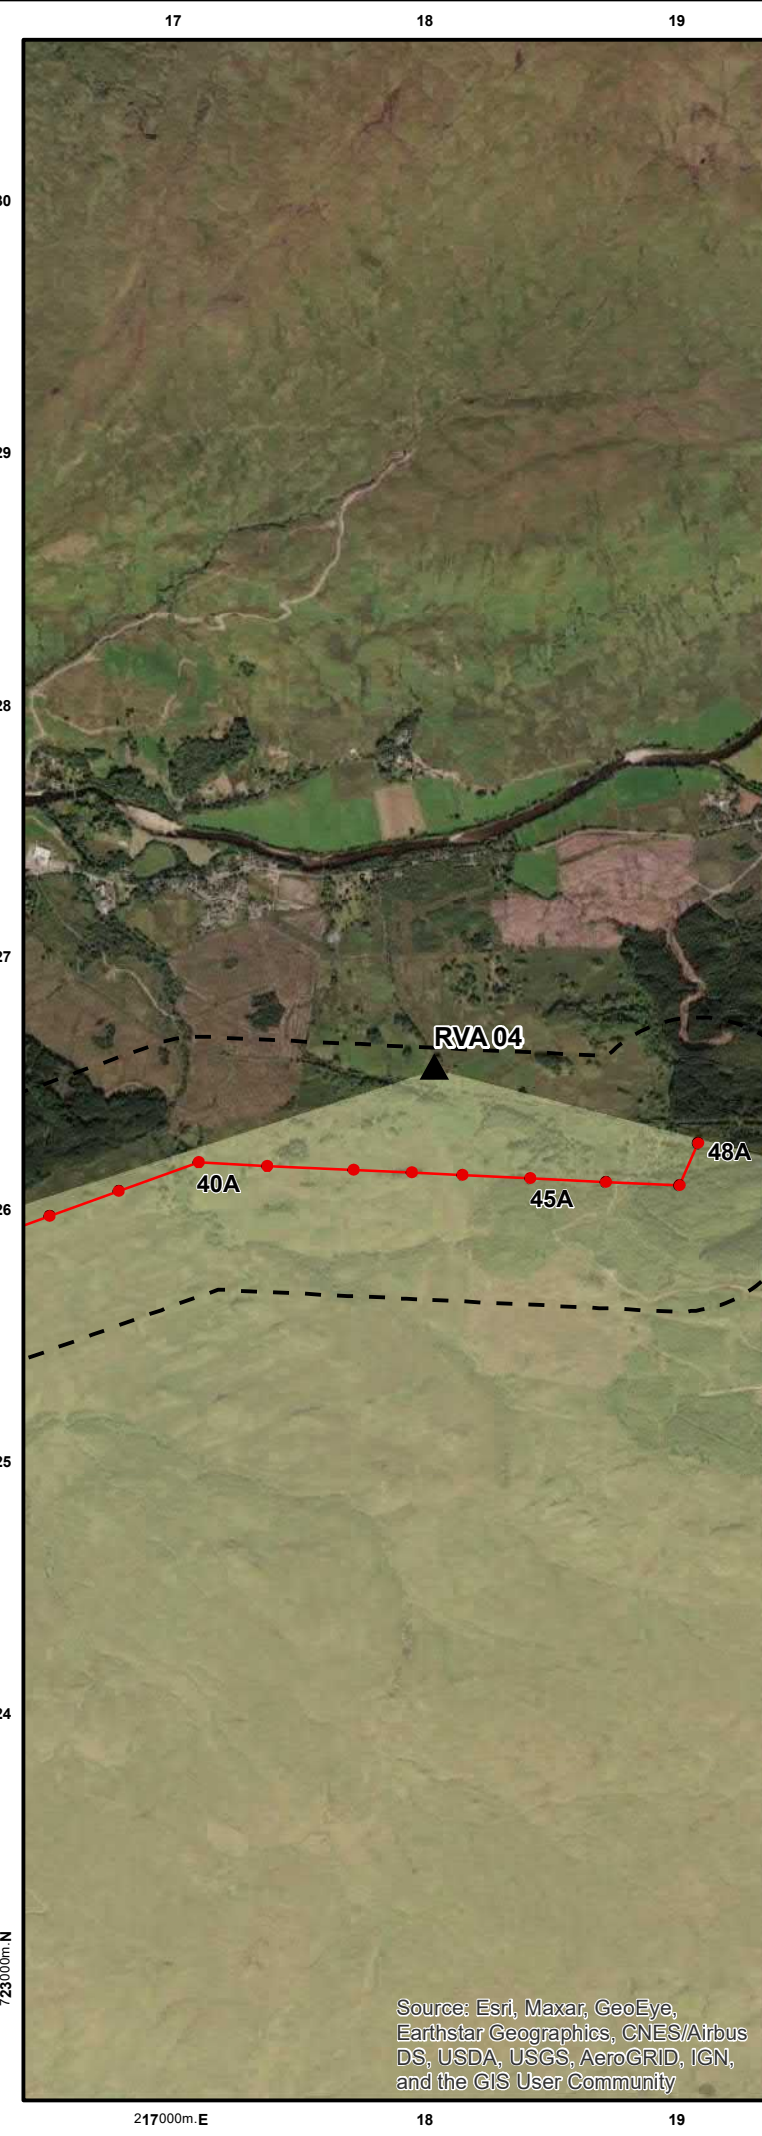 17 18 19
30
29
28
27
RVA 04
48A
40A
45A
26
25
24
723000m.N
Source: Esri, Maxar, GeoEye,
Earthstar Geographics, CNES/Airbus
DS, USDA, USGS, AeroGRID, IGN,
and the GIS User Community
217000m.E 18 19